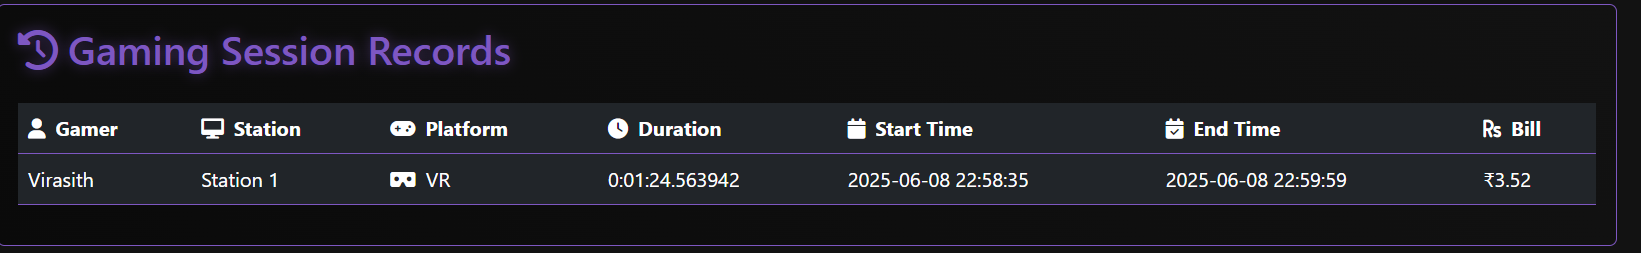 Gaming Session Records
Gamer Station Platform Duration Start Time End Time ₨ Bill
Virasith Station 1 VR 0:01:24.563942 2025-06-08 22:58:35 2025-06-08 22:59:59 ₹3.52